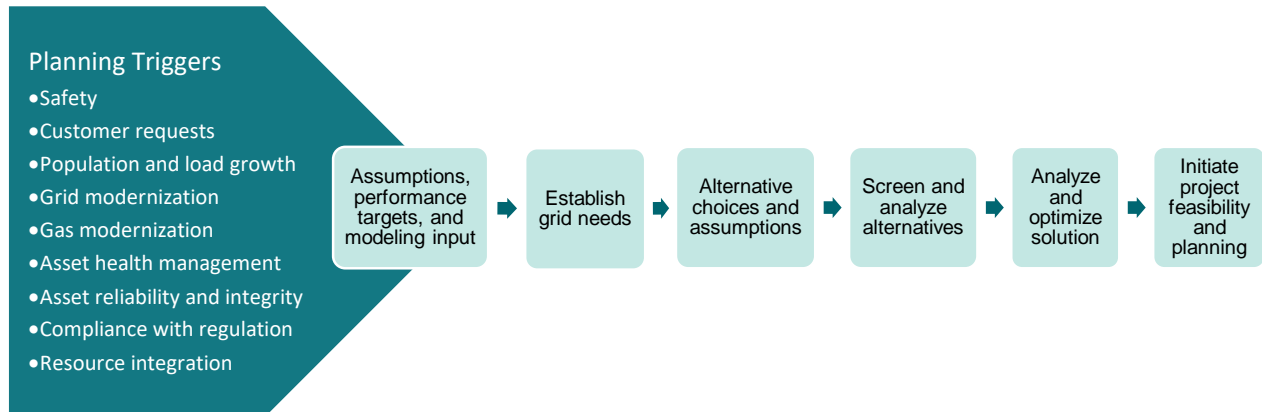 Planning Triggers
•Safety
•Customer requests
•Population and load growth
•Grid modernization
•Gas modernization
•Asset health management
•Asset reliability and integrity
•Compliance with regulation
•Resource integration
Assumptions,
performance
targets, and
modeling input
Establish
grid needs
Alternative
choices and
assumptions
Screen and
analyze
alternatives
Analyze
and
optimize
solution
Initiate
project
feasibility
and
planning